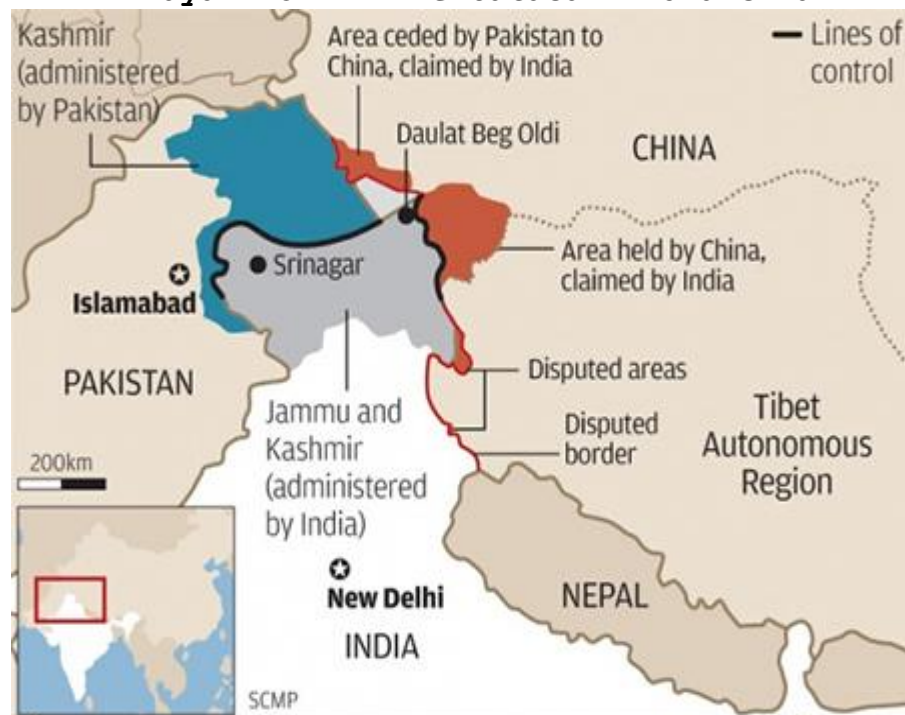 Kashmir
(administered
by Pakistan)
Area ceded by Pakistan to
China, claimed by India
Lines of
control
Daulat Beg Oldi
CHINA
Srinagar
Area held by China,
claimed by India
Islamabad
PAKISTAN
Disputed areas
Jammu and
Kashmir
(administered
by India)
Disputed
border
Tibet
Autonomous
Region
200km
New Delhi
NEPAL
INDIA
SCMP